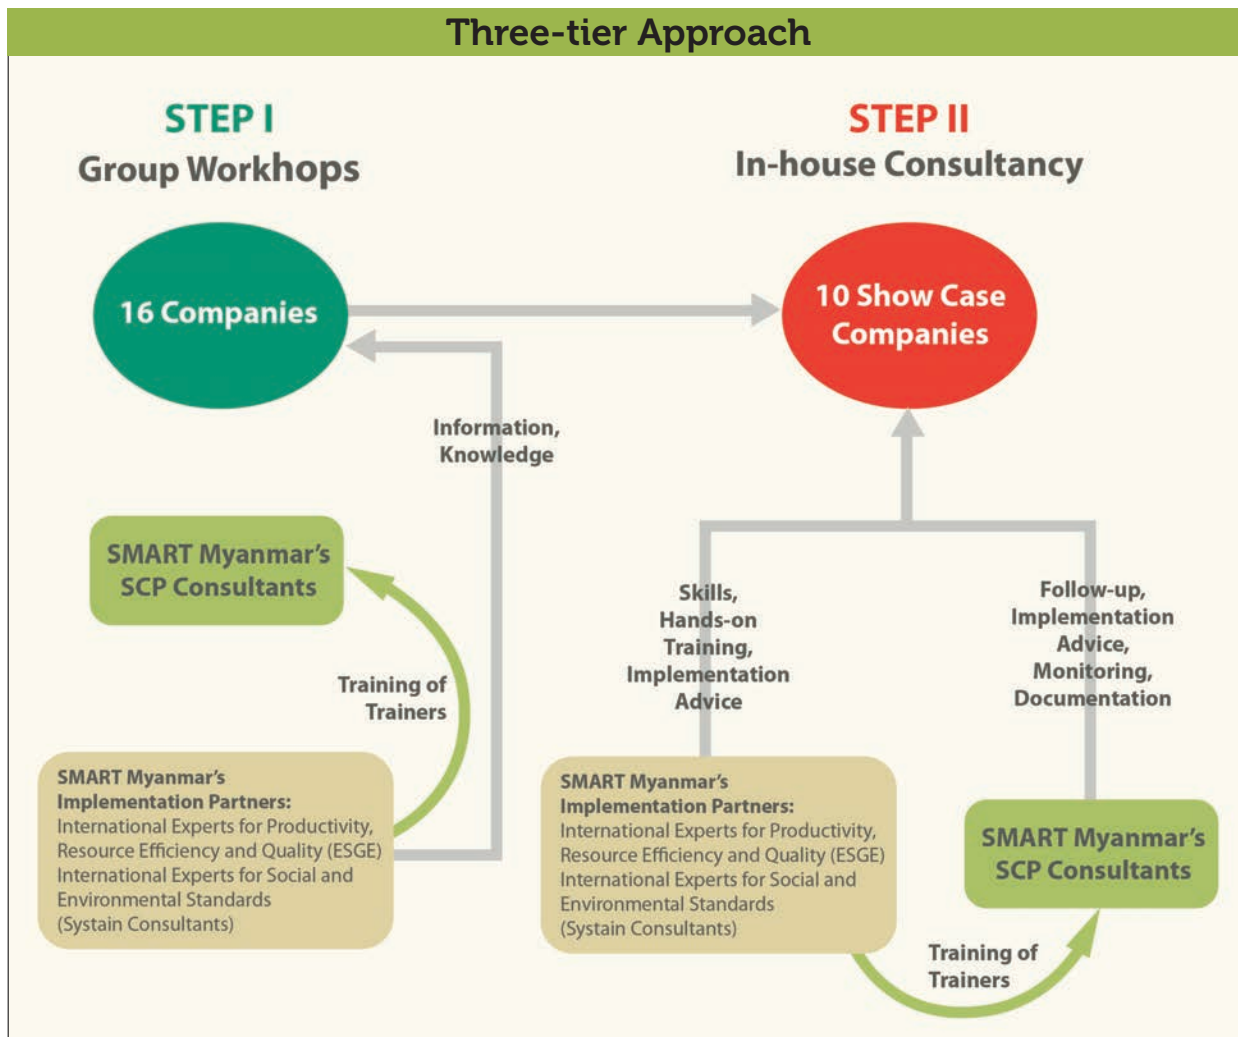 Three-tier Approach
STEP I
Group Workhops
16 Companies
Information,
Knowledge
SMART Myanmar's
SCP Consultants
Training of
Trainers
SMART Myanmar's
Implementation Partners:
International Experts for Productivity,
Resource Efficiency and Quality (ESGE)
International Experts for Social and
Environmental Standards
(Systain Consultants)
STEP II
In-house Consultancy
10 Show Case
Companies
Skills,
Hands-on
Training,
Implementation
Advice
Follow-up,
Implementation
Advice,
Monitoring,
Documentation
SMART Myanmar's
Implementation Partners:
International Experts for Productivity,
Resource Efficiency and Quality (ESGE)
International Experts for Social and
Environmental Standards
(Systain Consultants)
SMART Myanmar's
SCP Consultants
Training of
Trainers